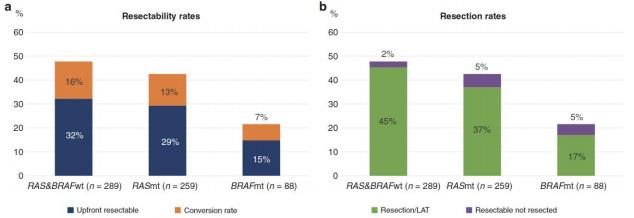 a
Resectability rates
%
60
50
40
30
20
10
0
16%
32%
13%
29%
7%
15%
RAS&BRAFwt (n = 289)
RASmt (n = 259)
BRAFmt (n = 88)
Upfront resectable
Conversion rate
b
Resection rates
%
60
50
40
30
20
10
0
2%
45%
5%
37%
5%
17%
RAS&BRAFwt (n = 289)
RASmt (n = 259)
BRAFmt (n = 88)
Resection/LAT
Resectable not resected